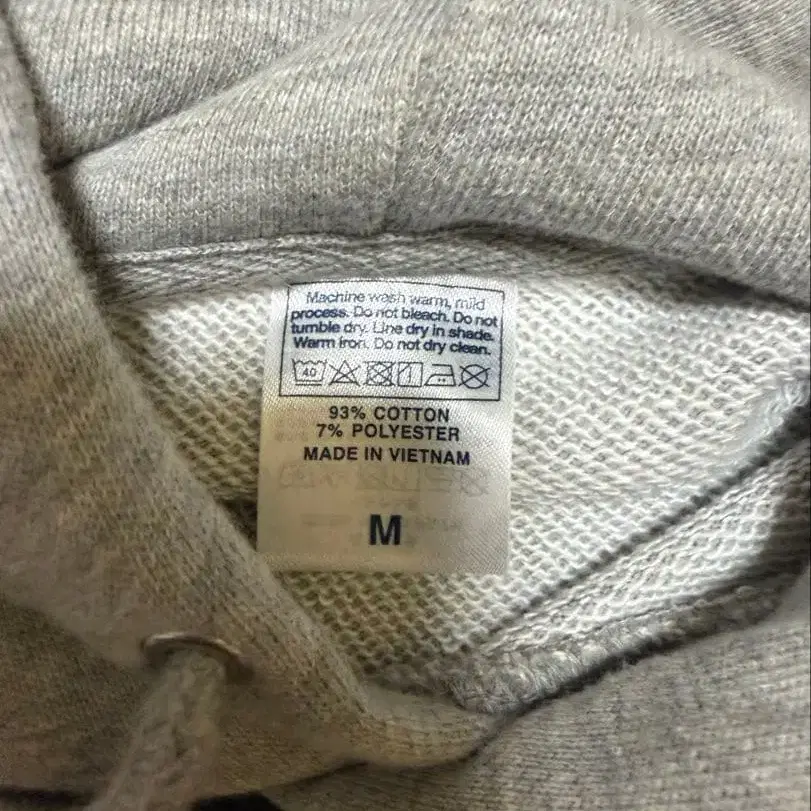 Machine wash warm, mild
process. Do not bleach. Do not
tumble dry. Line dry in shade.
Warm Iron. Do not dry clean.
40
93% COTTON
7% POLYESTER
MADE IN VIETNAM
M